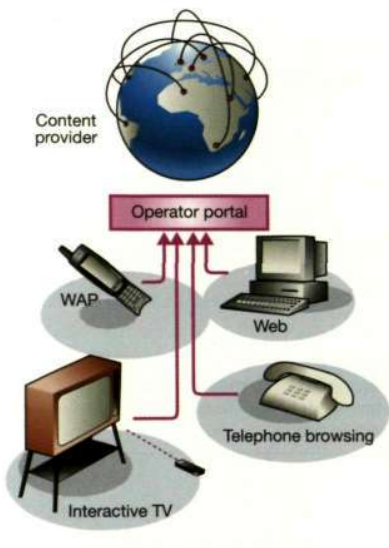 Content
provider
Operator portal
WAP
Web
Telephone browsing
Interactive TV